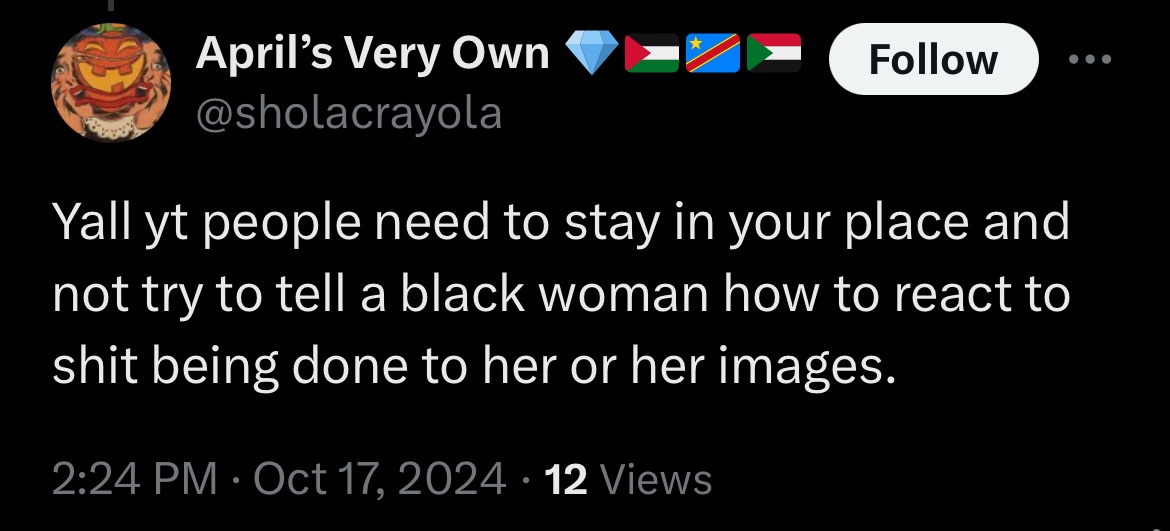 April’s Very Own 💎🇵🇸🇨🇩🇸🇩
Follow
@sholacrayola
Yall yt people need to stay in your place and
not try to tell a black woman how to react to
shit being done to her or her images.
2:24 PM · Oct 17, 2024 · 12 Views